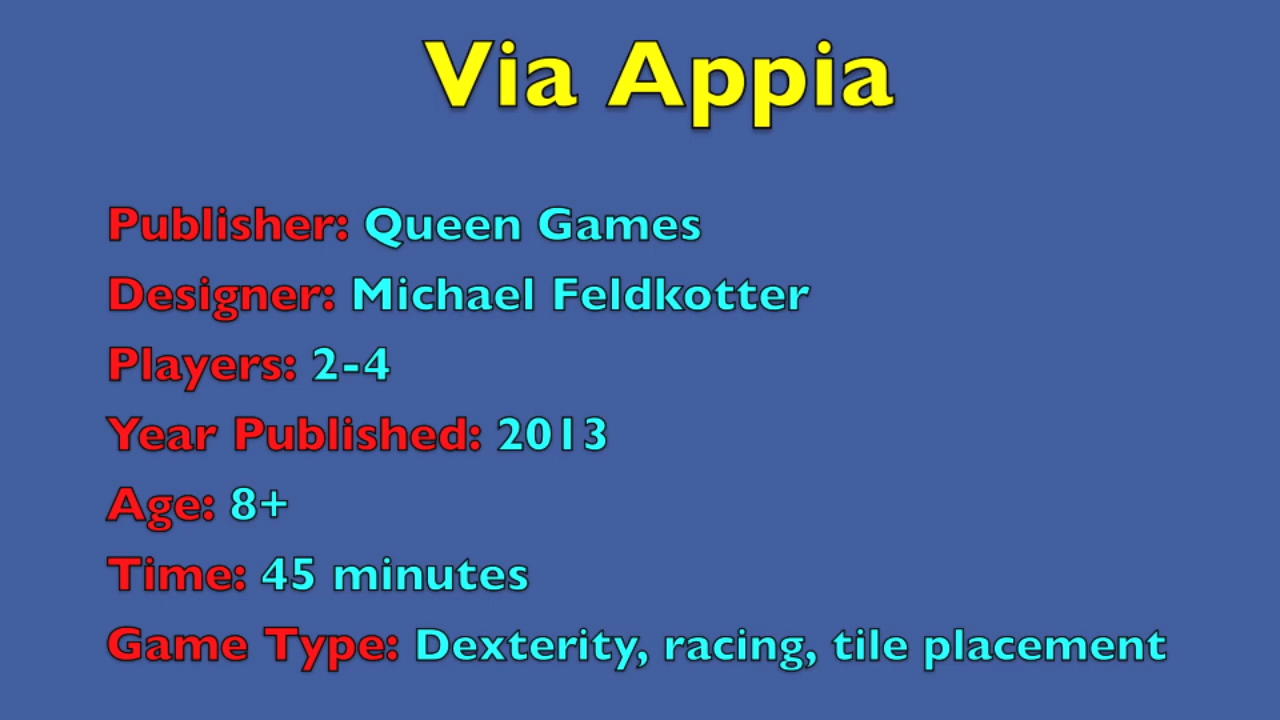 Via Appia
Publisher: Queen Games
Designer: Michael Feldkotter
Players: 2-4
Year Published: 2013
Age: 8+
Time: 45 minutes
Game Type: Dexterity, racing, tile placement